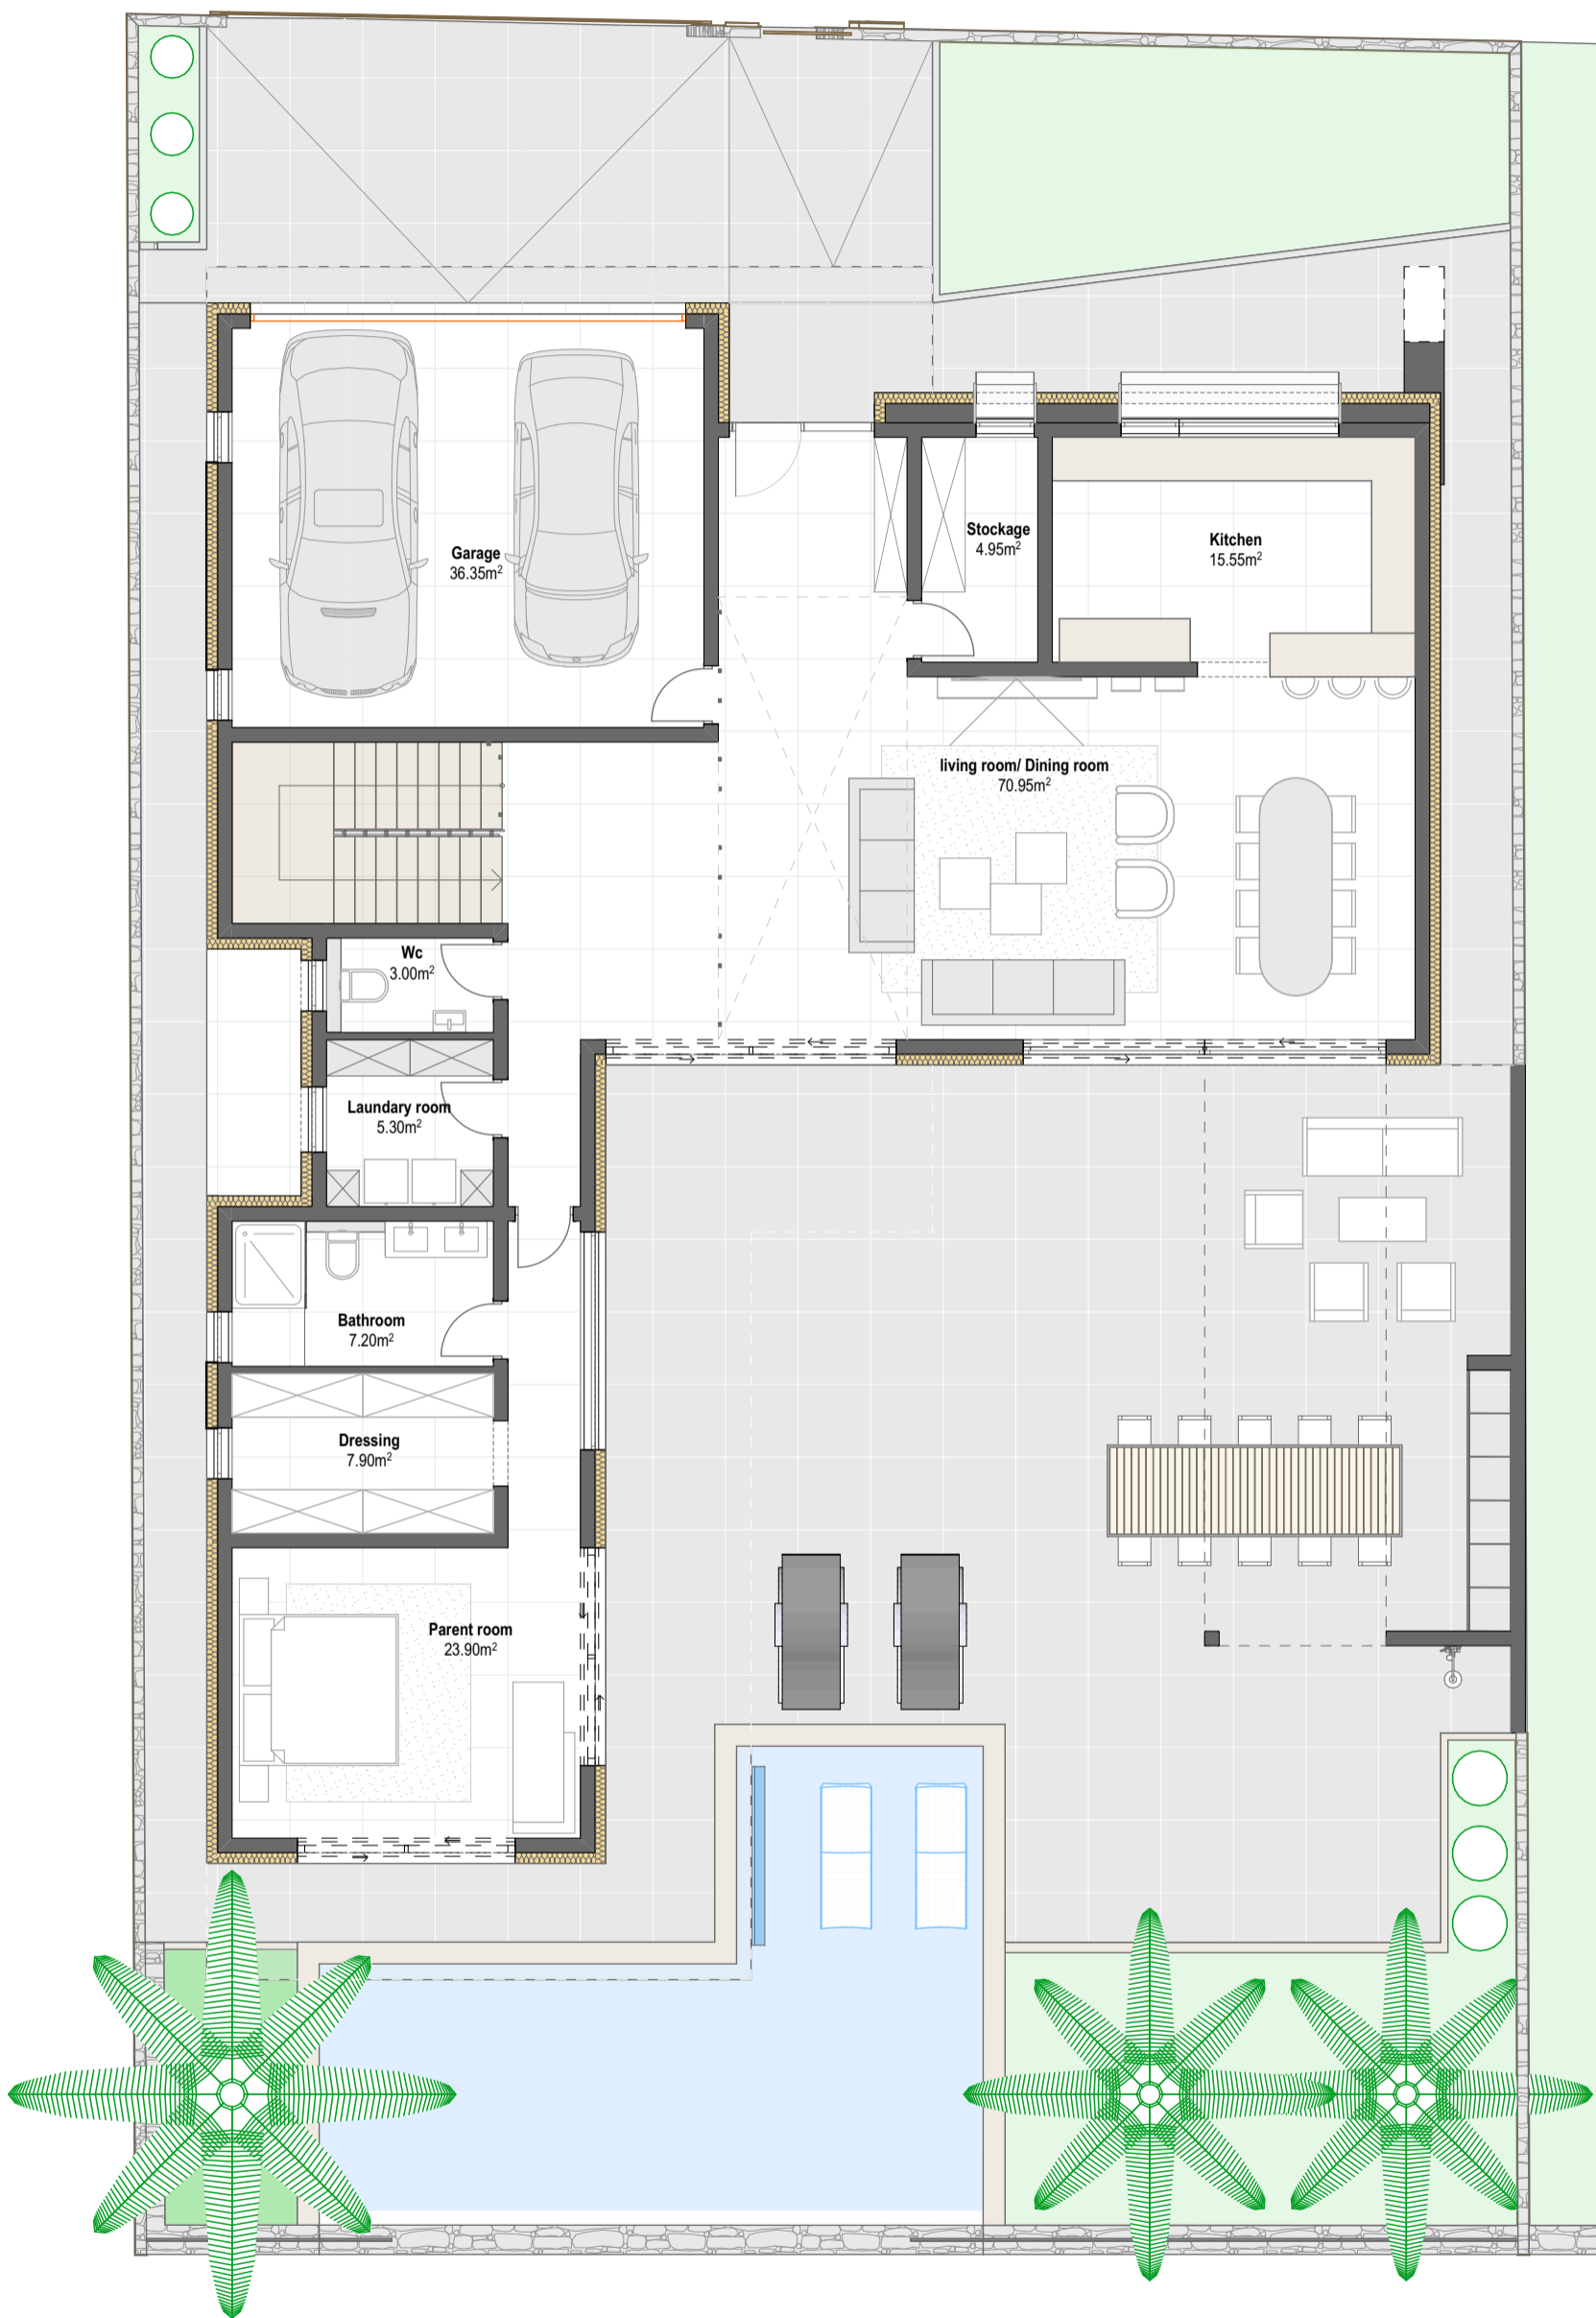 Garage
36.35m²
Stockage
4.95m²
Kitchen
15.55m²
living room/ Dining room
70.95m²
Wc
3.00m²
Laundary room
5.30m²
Bathroom
7.20m²
Dressing
7.90m²
Parent room
23.90m²